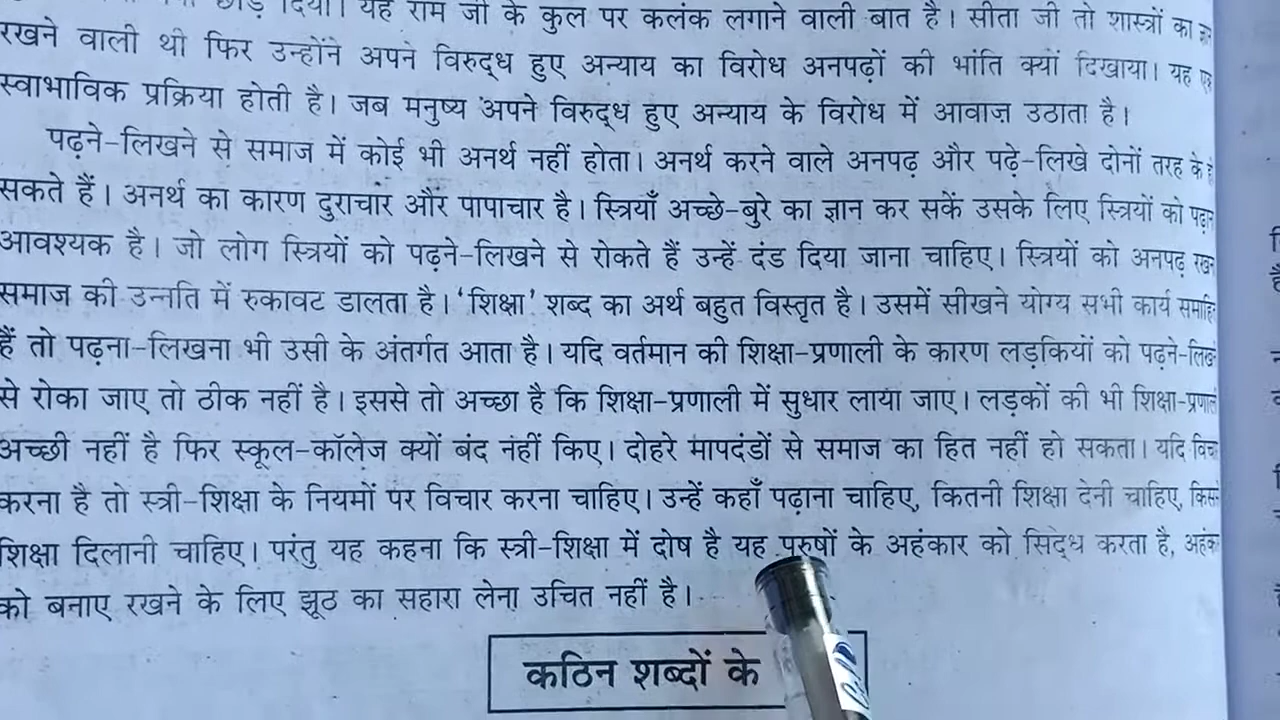 दिया। यह राम जी के कुल पर कलंक लगाने वाली बात है। सीता जी तो शास्त्रों का
रखने वाली थी फिर उन्होंने अपने विरुद्ध हुए अन्याय का विरोध अनपढ़ों की भांति क्यों दिखाया। यह
स्वाभाविक प्रक्रिया होती है। जब मनुष्य अपने विरुद्ध हुए अन्याय के विरोध में आवाज़ उठाता है।
पढ़ने-लिखने से समाज में कोई भी अनर्थ नहीं होता। अनर्थ करने वाले अनपढ़ और पढ़े-लिखे दोनों तरह के
सकते हैं। अनर्थ का कारण दुराचार और पापाचार है। स्त्रियाँ अच्छे-बुरे का ज्ञान कर सकें उसके लिए स्त्रियों को
आवश्यक है। जो लोग स्त्रियों को पढ़ने-लिखने से रोकते हैं उन्हें दंड दिया जाना चाहिए। स्त्रियों को अनपढ़
समाज की उन्नति में रुकावट डालता है। 'शिक्षा' शब्द का अर्थ बहुत विस्तृत है। उसमें सीखने योग्य सभी कार्य
हैं तो पढ़ना-लिखना भी उसी के अंतर्गत आता है। यदि वर्तमान की शिक्षा-प्रणाली के कारण लड़कियों को
से रोका जाए तो ठीक नहीं है। इससे तो अच्छा है कि शिक्षा-प्रणाली में सुधार लाया जाए। लड़कों की भी
अच्छी नहीं है फिर स्कूल-कॉलेज क्यों बंद नहीं किए। दोहरे मापदंडों से समाज का हित नहीं हो सकता। यदि
करना है तो स्त्री-शिक्षा के नियमों पर विचार करना चाहिए। उन्हें कहाँ पढ़ाना चाहिए, कितनी शिक्षा देनी चाहिए,
शिक्षा दिलानी चाहिए। परंतु यह कहना कि स्त्री-शिक्षा में दोष है यह पुरुषों के अहंकार को सिद्ध करता है,
को बनाए रखने के लिए झूठ का सहारा लेना उचित नहीं है।
कठिन शब्दों के